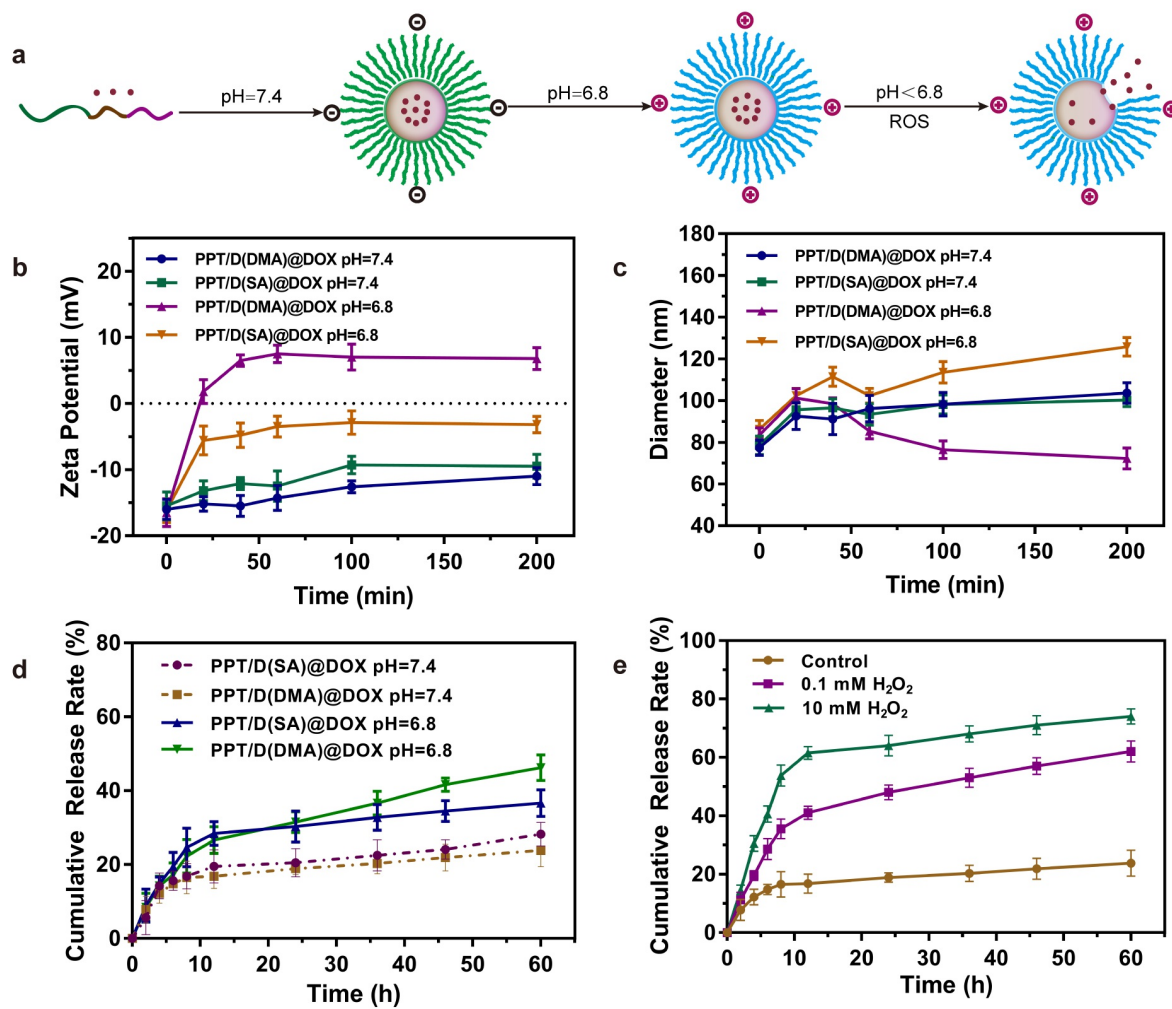 a
pH=7.4
pH=6.8
pH<6.8
ROS
b
Zeta Potential (mV)
20
10
0
-10
-20
0
50
100
150
200
Time (min)
PPT/D(DMA)@DOX pH=7.4
PPT/D(SA)@DOX pH=7.4
PPT/D(DMA)@DOX pH=6.8
PPT/D(SA)@DOX pH=6.8
c
Diameter (nm)
180
160
140
120
100
80
60
40
0
50
100
150
200
Time (min)
PPT/D(DMA)@DOX pH=7.4
PPT/D(SA)@DOX pH=7.4
PPT/D(DMA)@DOX pH=6.8
PPT/D(SA)@DOX pH=6.8
d
Cumulative Release Rate (%)
80
60
40
20
0
0
10
20
30
40
50
60
Time (h)
PPT/D(SA)@DOX pH=7.4
PPT/D(DMA)@DOX pH=7.4
PPT/D(SA)@DOX pH=6.8
PPT/D(DMA)@DOX pH=6.8
e
Cumulative Release Rate (%)
100
80
60
40
20
0
0
10
20
30
40
50
60
Time (h)
Control
0.1 mM H₂O₂
10 mM H₂O₂